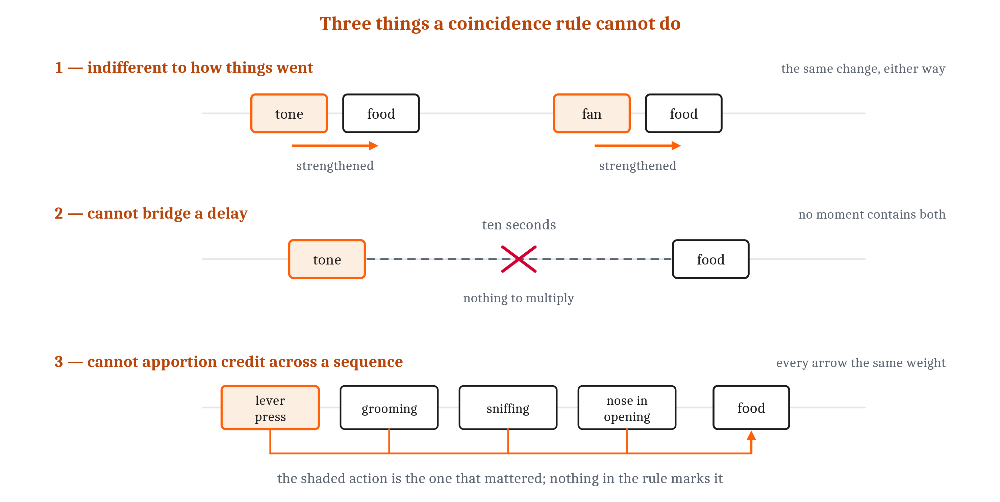 Three things a coincidence rule cannot do
1 — indifferent to how things went
the same change, either way
tone
food
fan
food
strengthened
strengthened
2 — cannot bridge a delay
no moment contains both
ten seconds
tone
food
nothing to multiply
3 — cannot apportion credit across a sequence
every arrow the same weight
lever
press
grooming
sniffing
nose in
opening
food
the shaded action is the one that mattered; nothing in the rule marks it